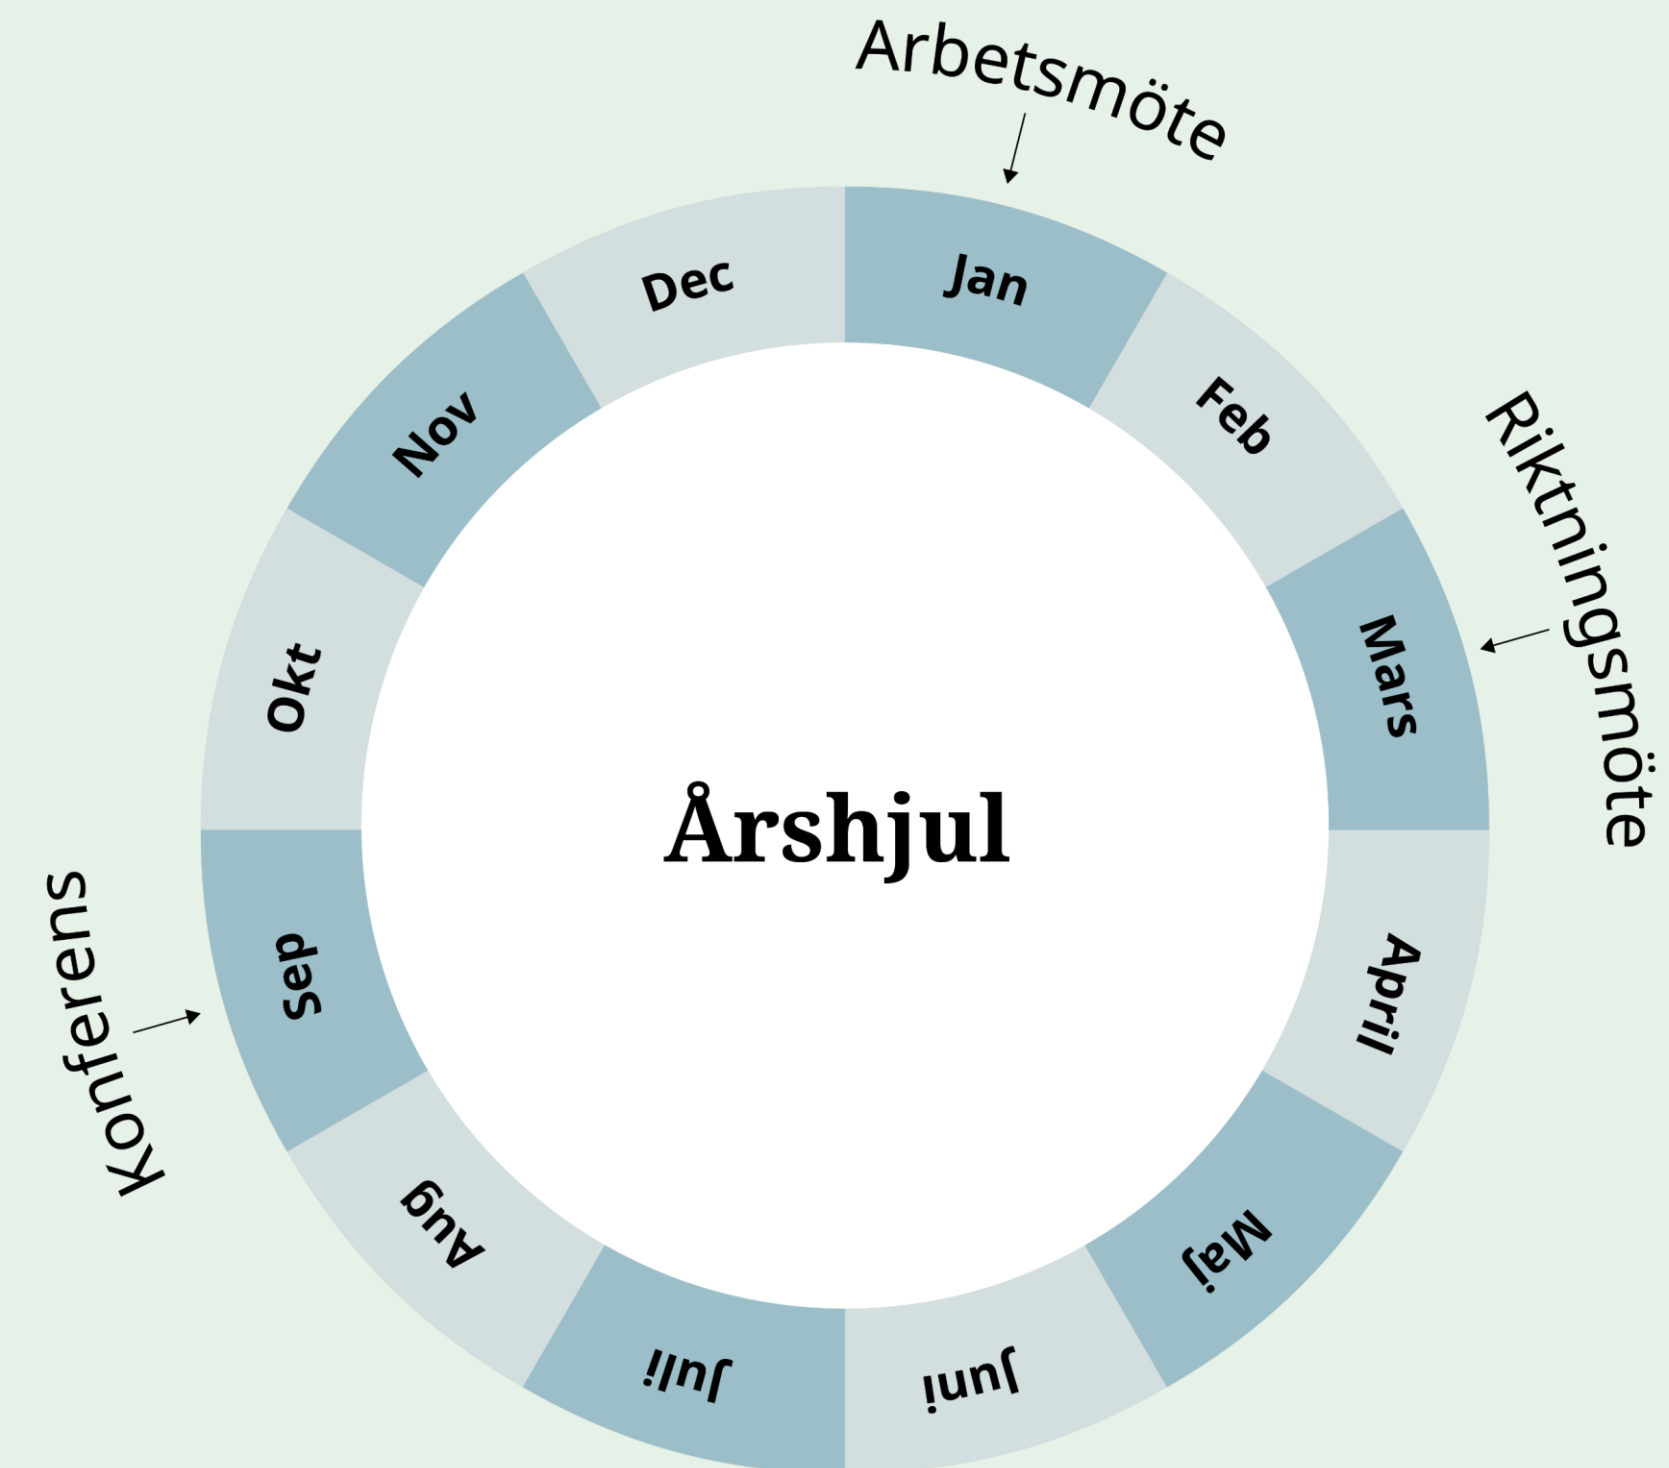 Arbetsmöte
Jan
Feb
Riktningsmöte
Mars
April
Maj
Juni
Juli
Aug
Konferens
Sep
Okt
Nov
Dec
Årshjul